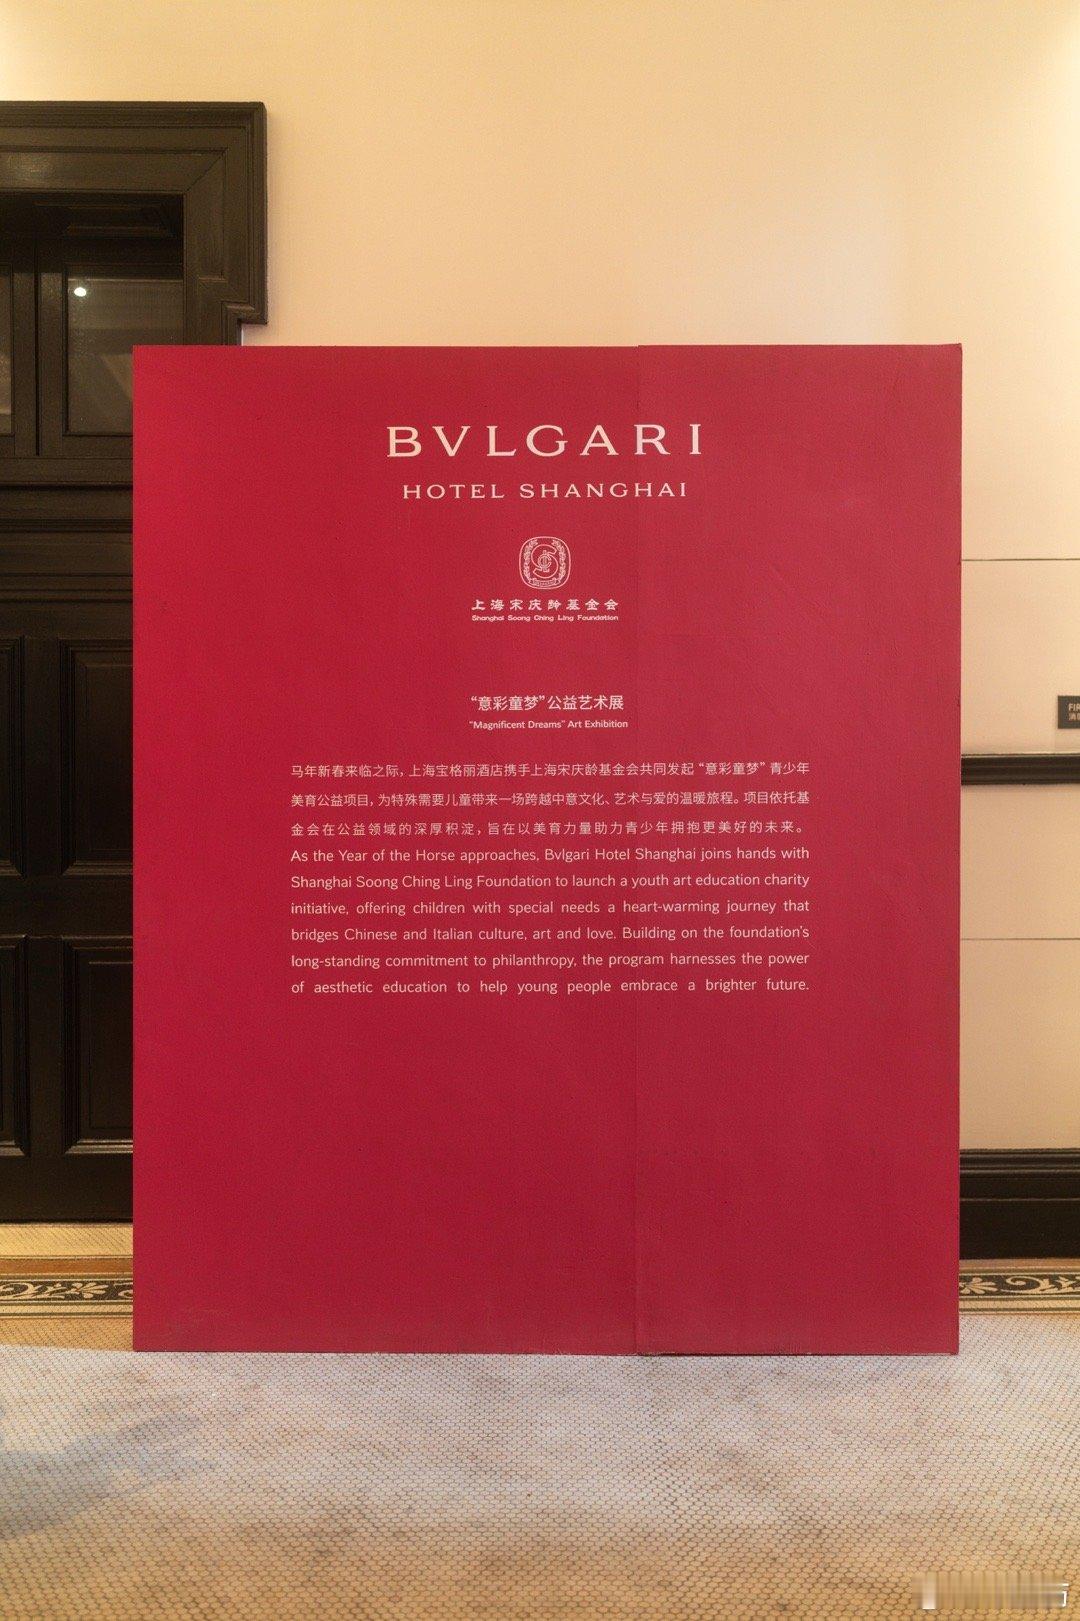 BVLGARI
HOTEL SHANGHAI
上海宋庆龄基金会
Shanghai Soong Ching Ling Foundation
“意彩童梦”公益艺术展
“Magnificent Dreams” Art Exhibition
马年新春来临之际，上海宝格丽酒店携手上海宋庆龄基金会共同发起“意彩童梦”青少年
美育公益项目，为特殊需要儿童带来一场跨越中意文化、艺术与爱的温暖旅程。项目依托基
金会在公益领域的深厚积淀，旨在以美育力量助力青少年拥抱更美好的未来。
As the Year of the Horse approaches, Bvlgari Hotel Shanghai joins hands with
Shanghai Soong Ching Ling Foundation to launch a youth art education charity
initiative, offering children with special needs a heart-warming journey that
bridges Chinese and Italian culture, art and love. Building on the foundation’s
long-standing commitment to philanthropy, the program harnesses the power
of aesthetic education to help young people embrace a brighter future.